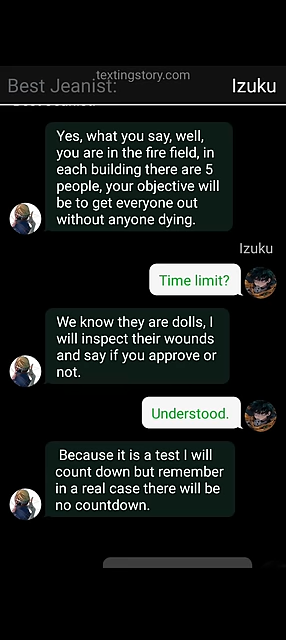 textingstory.com
Best Jeanist:
Izuku
Yes, what you say, well,
you are in the fire field, in
each building there are 5
people, your objective will
be to get everyone out
without anyone dying.
Izuku
Time limit?
We know they are dolls, I
will inspect their wounds
and say if you approve or
not.
Understood.
Because it is a test I will
count down but remember
in a real case there will be
no countdown.